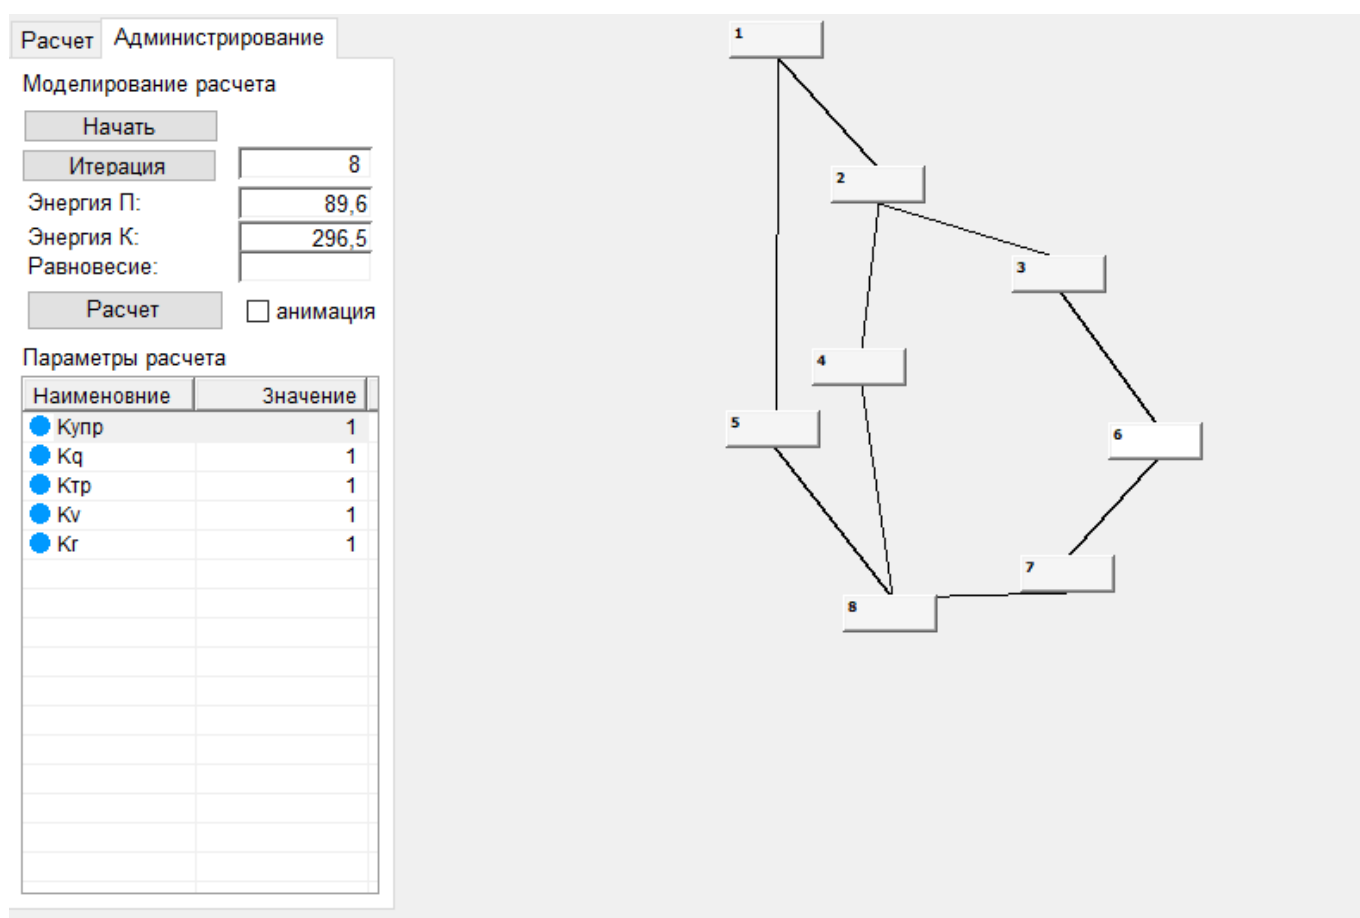 Расчет Администрирование
Моделирование расчета
Начать
Итерация 8
Энергия П: 89,6
Энергия К: 296,5
Равновесие:
Расчет анимация
Параметры расчета
Наименовние Значение
Kупр 1
Kq 1
Kтр 1
Kv 1
Kr 1
1
2
3
4
5
6
7
8